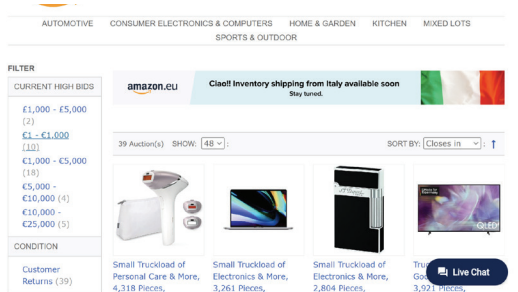 AUTOMOTIVE CONSUMER ELECTRONICS & COMPUTERS HOME & GARDEN KITCHEN MIXED LOTS
SPORTS & OUTDOOR
FILTER
CURRENT HIGH BIDS
£1,000 - £5,000
(2)
€1 - €1,000
(10)
€1,000 - €5,000
(18)
€5,000 -
€10,000 (4)
€10,000 -
€25,000 (5)
CONDITION
Customer
Returns (39)
amazon.eu
Ciao!! Inventory shipping from Italy available soon
Stay tuned.
39 Auction(s) SHOW: 48 :
SORT BY: Closes in : ↑
QLED
Small Truckload of
Personal Care & More,
4,318 Pieces,
Small Truckload of
Electronics & More,
3,261 Pieces,
Small Truckload of
Electronics & More,
2,804 Pieces,
3,921 Pieces,
Live Chat